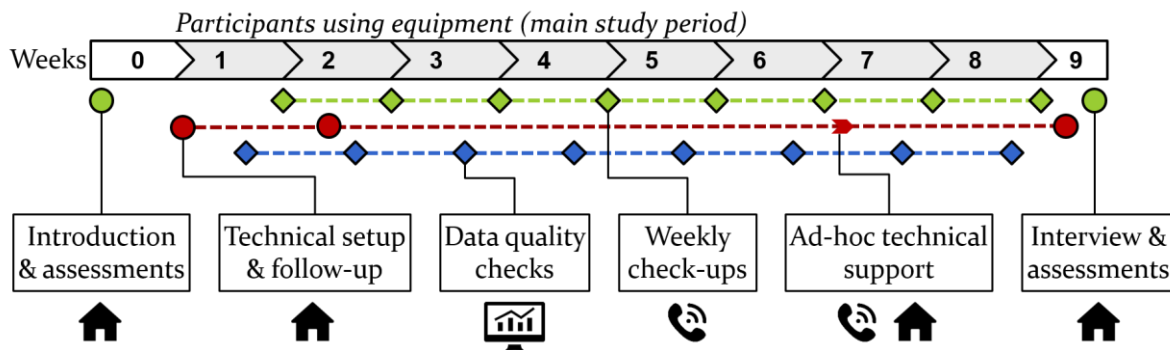 Participants using equipment (main study period)
Weeks 0 1 2 3 4 5 6 7 8 9
Introduction
& assessments
Technical setup
& follow-up
Data quality
checks
Weekly
check-ups
Ad-hoc technical
support
Interview &
assessments